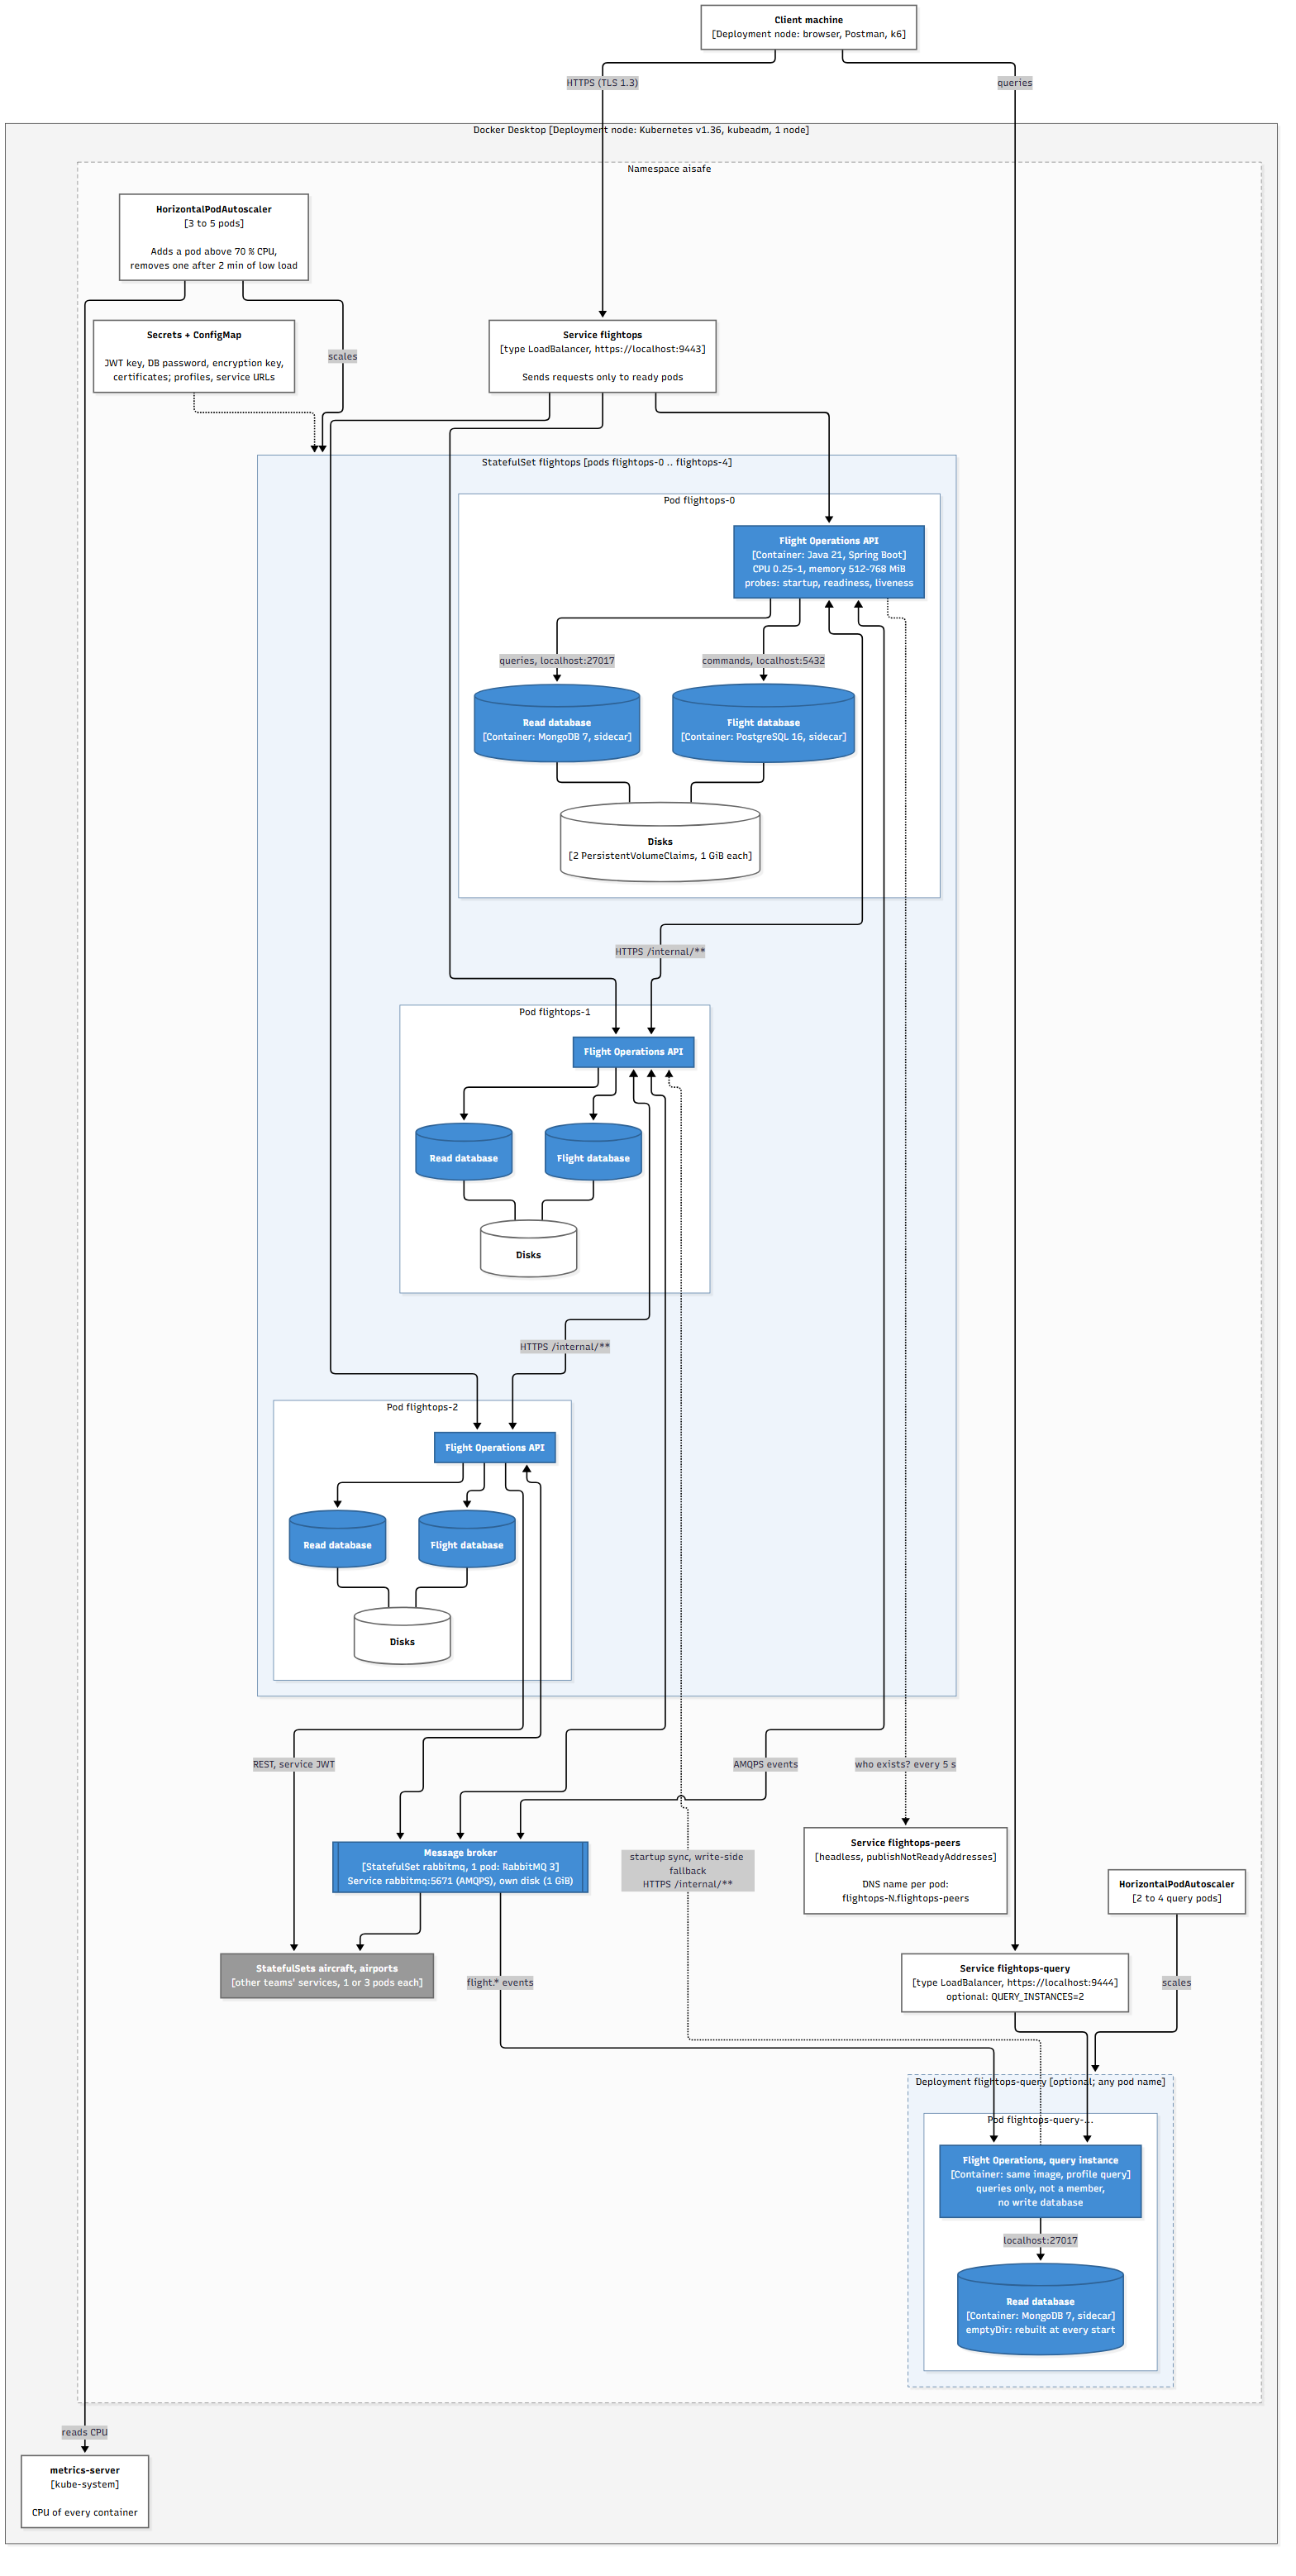 Client machine
[Deployment node: browser, Postman, k6]
HTTPS (TLS 1.3)
queries
Docker Desktop [Deployment node: Kubernetes v1.36, kubeadm, 1 node]
Namespace aisafe
HorizontalPodAutoscaler
[3 to 5 pods]
Adds a pod above 70 % CPU,
removes one after 2 min of low load
Secrets + ConfigMap
JWT key, DB password, encryption key,
certificates; profiles, service URLs
scales
Service flightops
[type LoadBalancer, https://localhost:9443]
Sends requests only to ready pods
StatefulSet flightops [pods flightops-0 .. flightops-4]
Pod flightops-0
Flight Operations API
[Container: Java 21, Spring Boot]
CPU 0.25-1, memory 512-768 MiB
probes: startup, readiness, liveness
queries, localhost:27017
commands, localhost:5432
Read database
[Container: MongoDB 7, sidecar]
Flight database
[Container: PostgreSQL 16, sidecar]
Disks
[2 PersistentVolumeClaims, 1 GiB each]
HTTPS /internal/**
Pod flightops-1
Flight Operations API
Read database
Flight database
Disks
HTTPS /internal/**
Pod flightops-2
Flight Operations API
Read database
Flight database
Disks
REST, service JWT
AMQPS events
who exists? every 5 s
Message broker
[StatefulSet rabbitmq, 1 pod: RabbitMQ 3]
Service rabbitmq:5671 (AMQPS), own disk (1 GiB)
startup sync, write-side
fallback
HTTPS /internal/**
Service flightops-peers
[headless, publishNotReadyAddresses]
DNS name per pod:
flightops-N.flightops-peers
HorizontalPodAutoscaler
[2 to 4 query pods]
StatefulSets aircraft, airports
[other teams' services, 1 or 3 pods each]
flight.* events
Service flightops-query
[type LoadBalancer, https://localhost:9444]
optional: QUERY_INSTANCES=2
scales
Deployment flightops-query [optional; any pod name]
Pod flightops-query-...
Flight Operations, query instance
[Container: same image, profile query]
queries only, not a member,
no write database
localhost:27017
Read database
[Container: MongoDB 7, sidecar]
emptyDir: rebuilt at every start
reads CPU
metrics-server
[kube-system]
CPU of every container